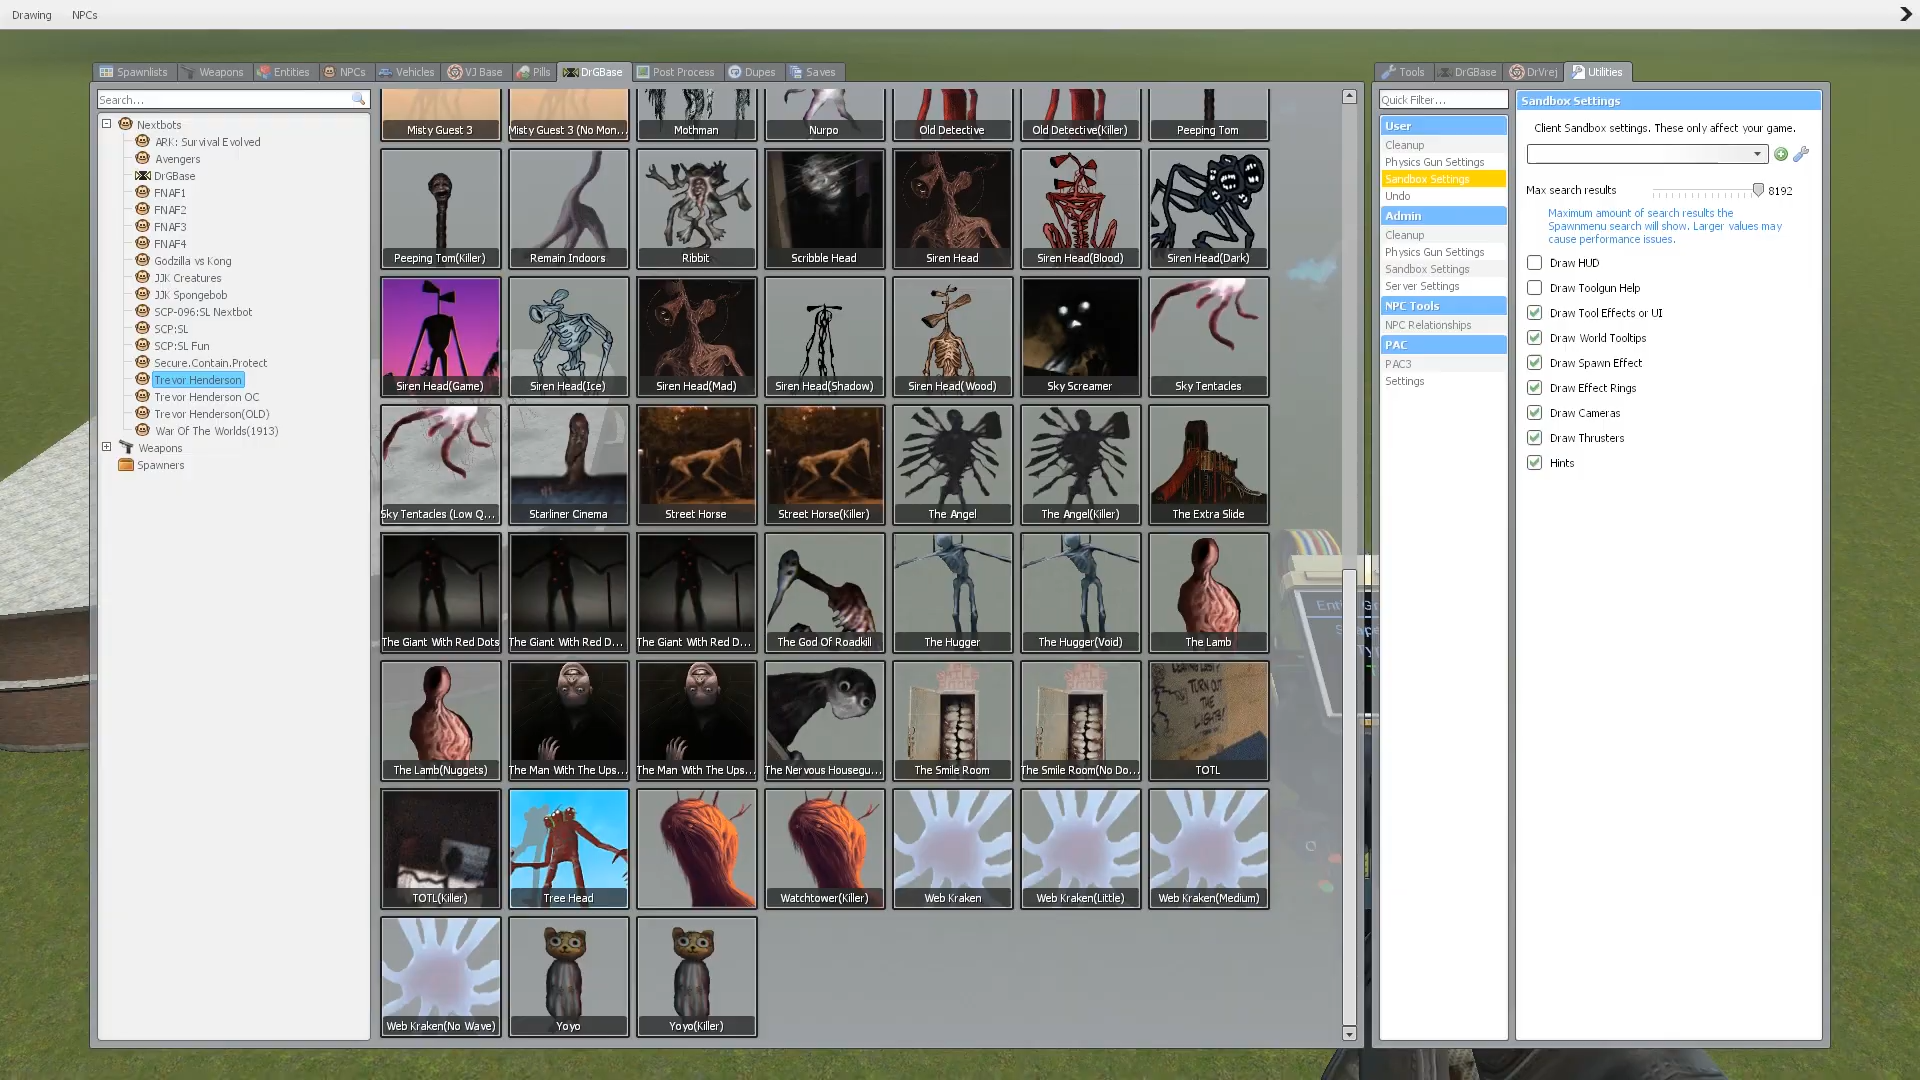 Drawing NPCs
Spawnlists Weapons Entities NPCs Vehicles VJ Base Pills DrGBase Post Process Dupes Saves
Tools DrGBase DrVrej Utilities
Search...
Nextbots
ARK: Survival Evolved
Avengers
DrGBase
FNAF1
FNAF2
FNAF3
FNAF4
Godzilla vs Kong
JJK Creatures
JJK Spongebob
SCP-096:SL Nextbot
SCP:SL
SCP:SL Fun
Secure.Contain.Protect
Trevor Henderson
Trevor Henderson OC
Trevor Henderson(OLD)
War Of The Worlds(1913)
Weapons
Spawners
Misty Guest 3 Misty Guest 3 (No Mon... Mothman Nurpo Old Detective Old Detective(Killer) Peeping Tom
Peeping Tom(Killer) Remain Indoors Ribbit Scribble Head Siren Head Siren Head(Blood) Siren Head(Dark)
Siren Head(Game) Siren Head(Ice) Siren Head(Mad) Siren Head(Shadow) Siren Head(Wood) Sky Screamer Sky Tentacles
Sky Tentacles (Low Q... Starliner Cinema Street Horse Street Horse(Killer) The Angel The Angel(Killer) The Extra Slide
The Giant With Red Dots The Giant With Red D... The Giant With Red D... The God Of Roadkill The Hugger The Hugger(Void) The Lamb
TURN OUT
THE
LIGHTS!
The Lamb(Nuggets) The Man With The Ups... The Man With The Ups... The Nervous Housegu... The Smile Room The Smile Room(No Do... TOTL
TOTL(Killer) Tree Head Watchtower(Killer) Web Kraken Web Kraken(Little) Web Kraken(Medium)
Web Kraken(No Wave) Yoyo Yoyo(Killer)
Quick Filter...
User
Cleanup
Physics Gun Settings
Sandbox Settings
Undo
Admin
Cleanup
Physics Gun Settings
Sandbox Settings
Server Settings
NPC Tools
NPC Relationships
PAC
PAC3
Settings
Sandbox Settings
Client Sandbox settings. These only affect your game.
Max search results 8192
Maximum amount of search results the
Spawnmenu search will show. Larger values may
cause performance issues.
Draw HUD
Draw Toolgun Help
Draw Tool Effects or UI
Draw World Tooltips
Draw Spawn Effect
Draw Effect Rings
Draw Cameras
Draw Thrusters
Hints